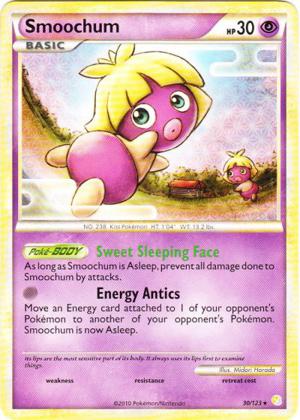 Smoochum
HP 30
BASIC
Illus. Midori Harada
NO. 238 Kiss Pokémon HT: 1'04" WT: 13.2 lbs.
Poké-BODY Sweet Sleeping Face
As long as Smoochum is Asleep, prevent all damage done to
Smoochum by attacks.
Energy Antics
Move an Energy card attached to 1 of your opponent's
Pokémon to another of your opponent's Pokémon.
Smoochum is now Asleep.
Its lips are the most sensitive part of its body. It always uses its lips first to examine
things.
weakness
resistance
retreat cost
©2010 Pokémon/Nintendo
30/123 ★